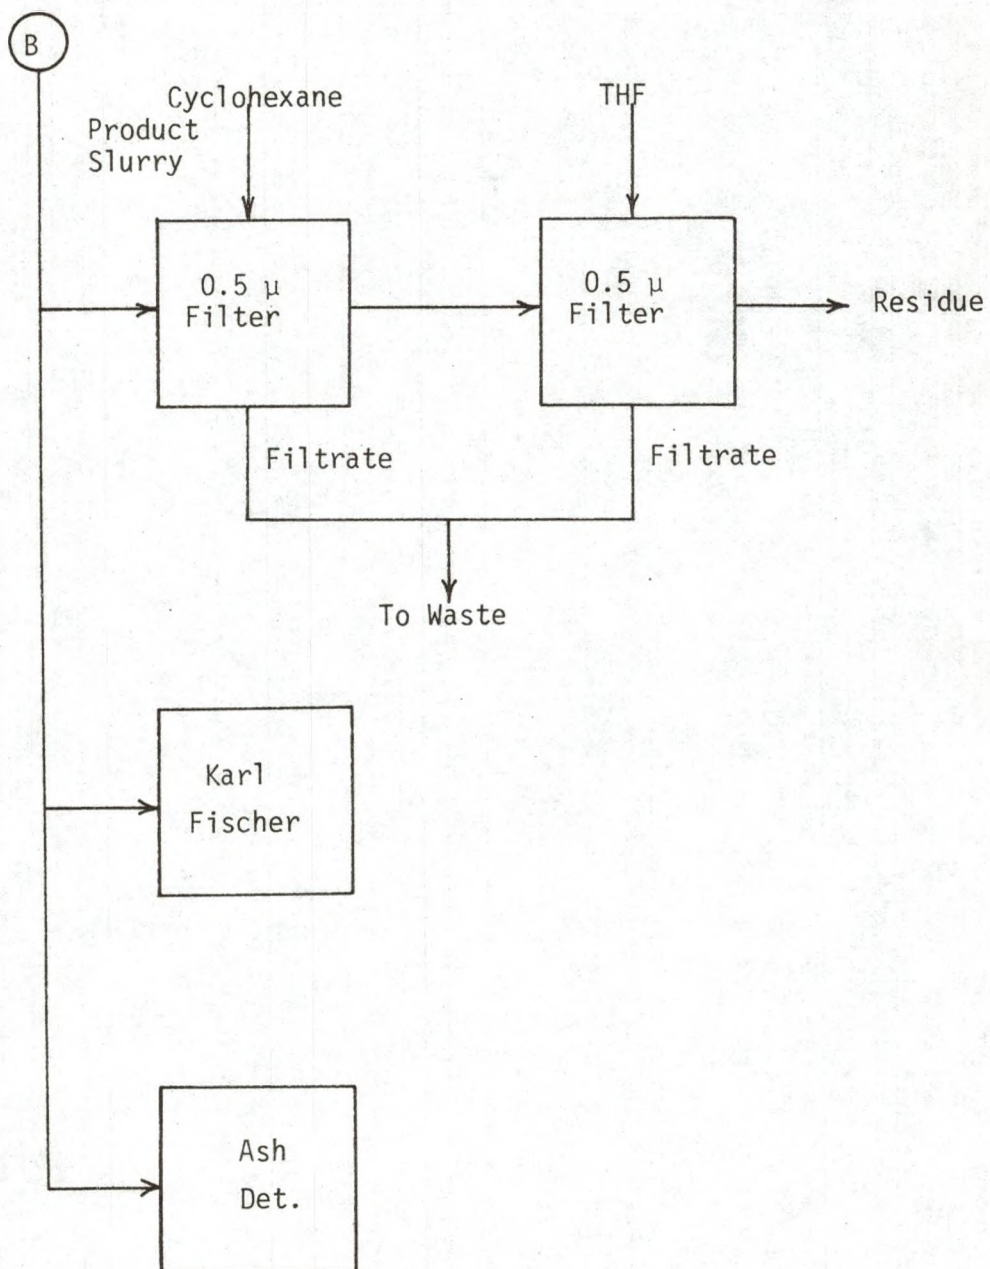 B
Cyclohexane
THF
Product
Slurry
0.5 μ
Filter
0.5 μ
Filter
Residue
Filtrate
Filtrate
To Waste
Karl
Fischer
Ash
Det.